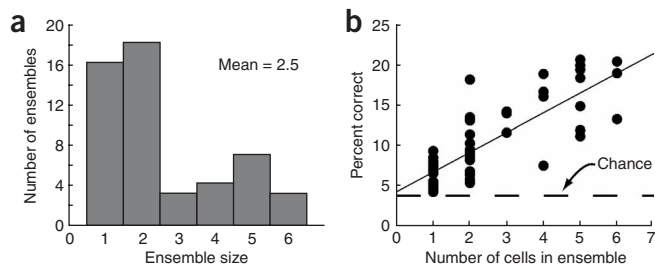 a
20
16
12
8
4
0
Number of ensembles
Mean = 2.5
0 1 2 3 4 5 6
Ensemble size
b
25
20
15
10
5
0
Percent correct
Chance
0 1 2 3 4 5 6 7
Number of cells in ensemble